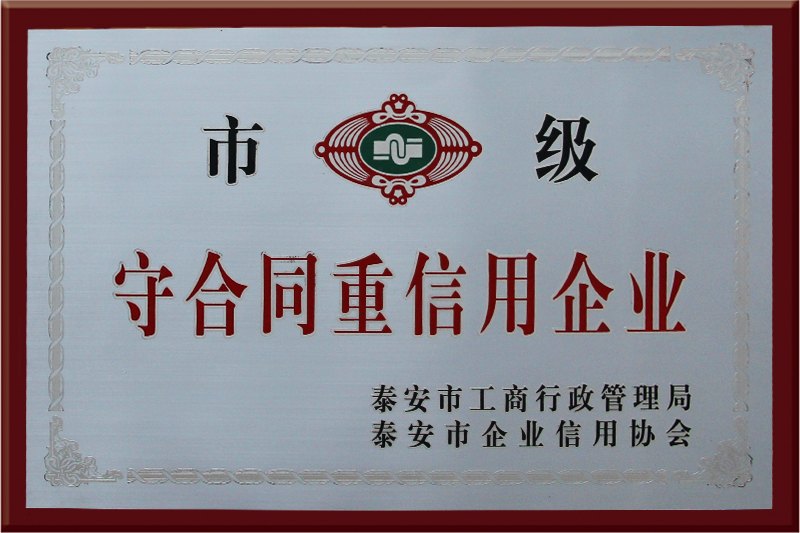 市 级
守合同重信用企业
泰安市工商行政管理局
泰安市企业信用协会